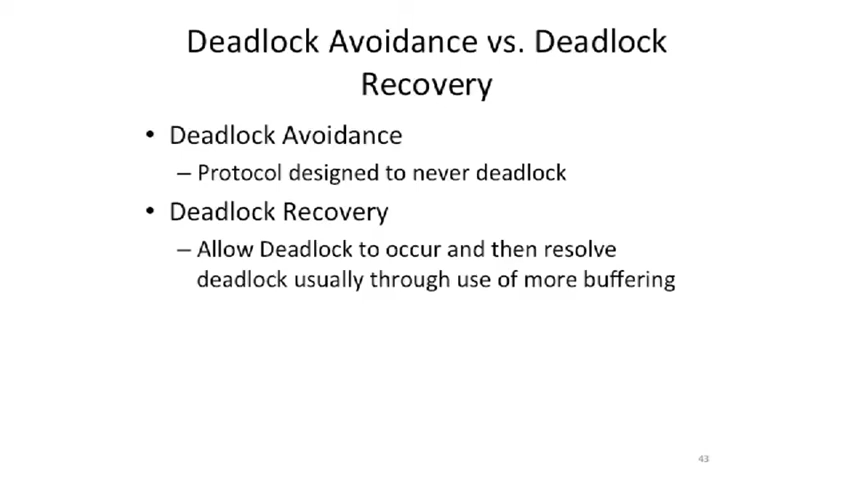 Deadlock Avoidance vs. Deadlock
Recovery
• Deadlock Avoidance
– Protocol designed to never deadlock
• Deadlock Recovery
– Allow Deadlock to occur and then resolve
deadlock usually through use of more buffering
43